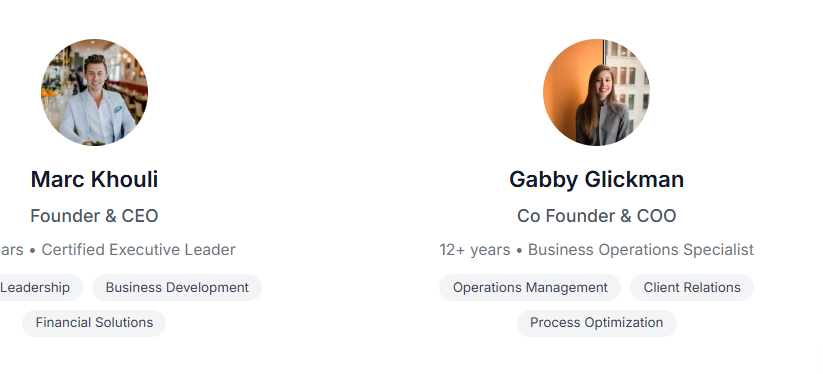 Marc Khouli
Founder & CEO
ars • Certified Executive Leader
Leadership
Business Development
Financial Solutions
Gabby Glickman
Co Founder & COO
12+ years • Business Operations Specialist
Operations Management
Client Relations
Process Optimization